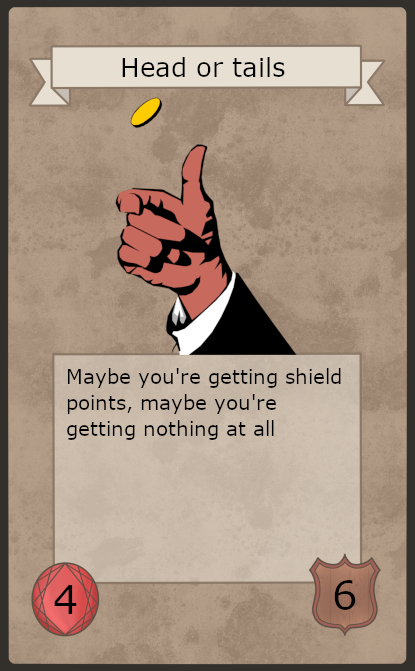 Head or tails
Maybe you're getting shield
points, maybe you're
getting nothing at all
4
6